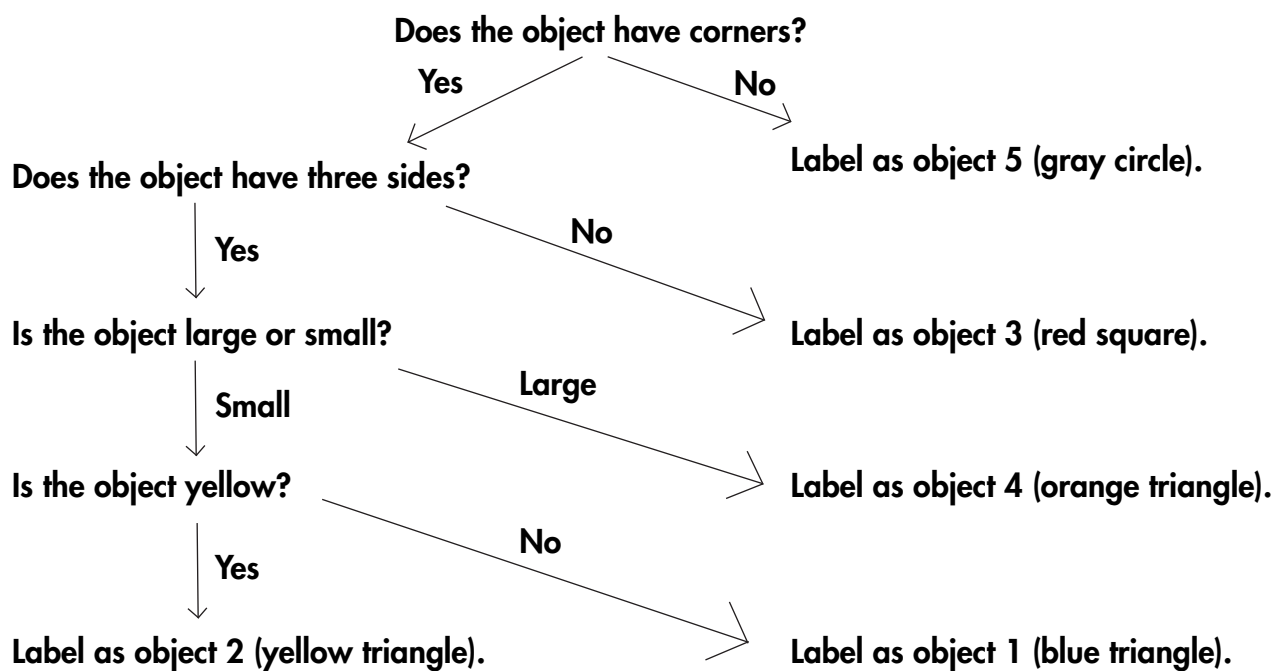 Does the object have corners?
Yes
No
Label as object 5 (gray circle).
Does the object have three sides?
Yes
No
Is the object large or small?
Label as object 3 (red square).
Small
Large
Is the object yellow?
Label as object 4 (orange triangle).
Yes
No
Label as object 2 (yellow triangle).
Label as object 1 (blue triangle).